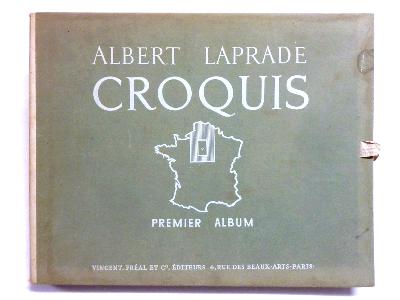 ALBERT LAPRADE
CROQUIS
PREMIER ALBUM
VINCENT, FRÉAL ET Cie, ÉDITEURS 4, RUE DES BEAUX-ARTS-PARIS